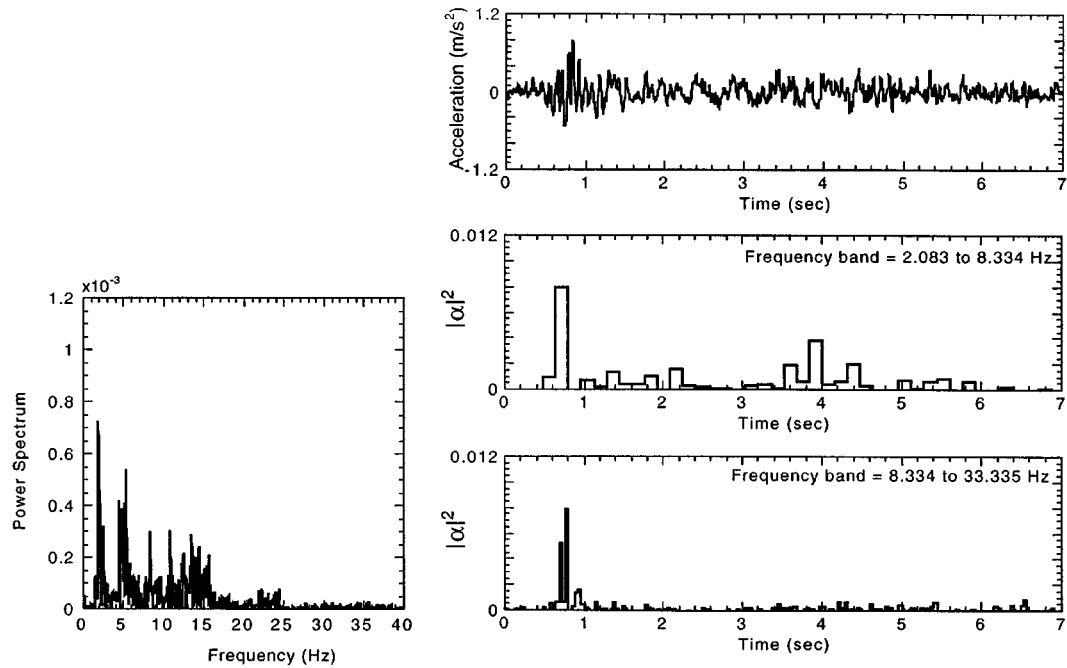 1.2
0
-1.2
Acceleration (m/s²)
0 1 2 3 4 5 6 7
Time (sec)
0.012
0
|α|²
Frequency band = 2.083 to 8.334 Hz
0 1 2 3 4 5 6 7
Time (sec)
x10⁻³
1.2
1
0.8
0.6
0.4
0.2
0
Power Spectrum
0 5 10 15 20 25 30 35 40
Frequency (Hz)
0.012
0
|α|²
Frequency band = 8.334 to 33.335 Hz
0 1 2 3 4 5 6 7
Time (sec)